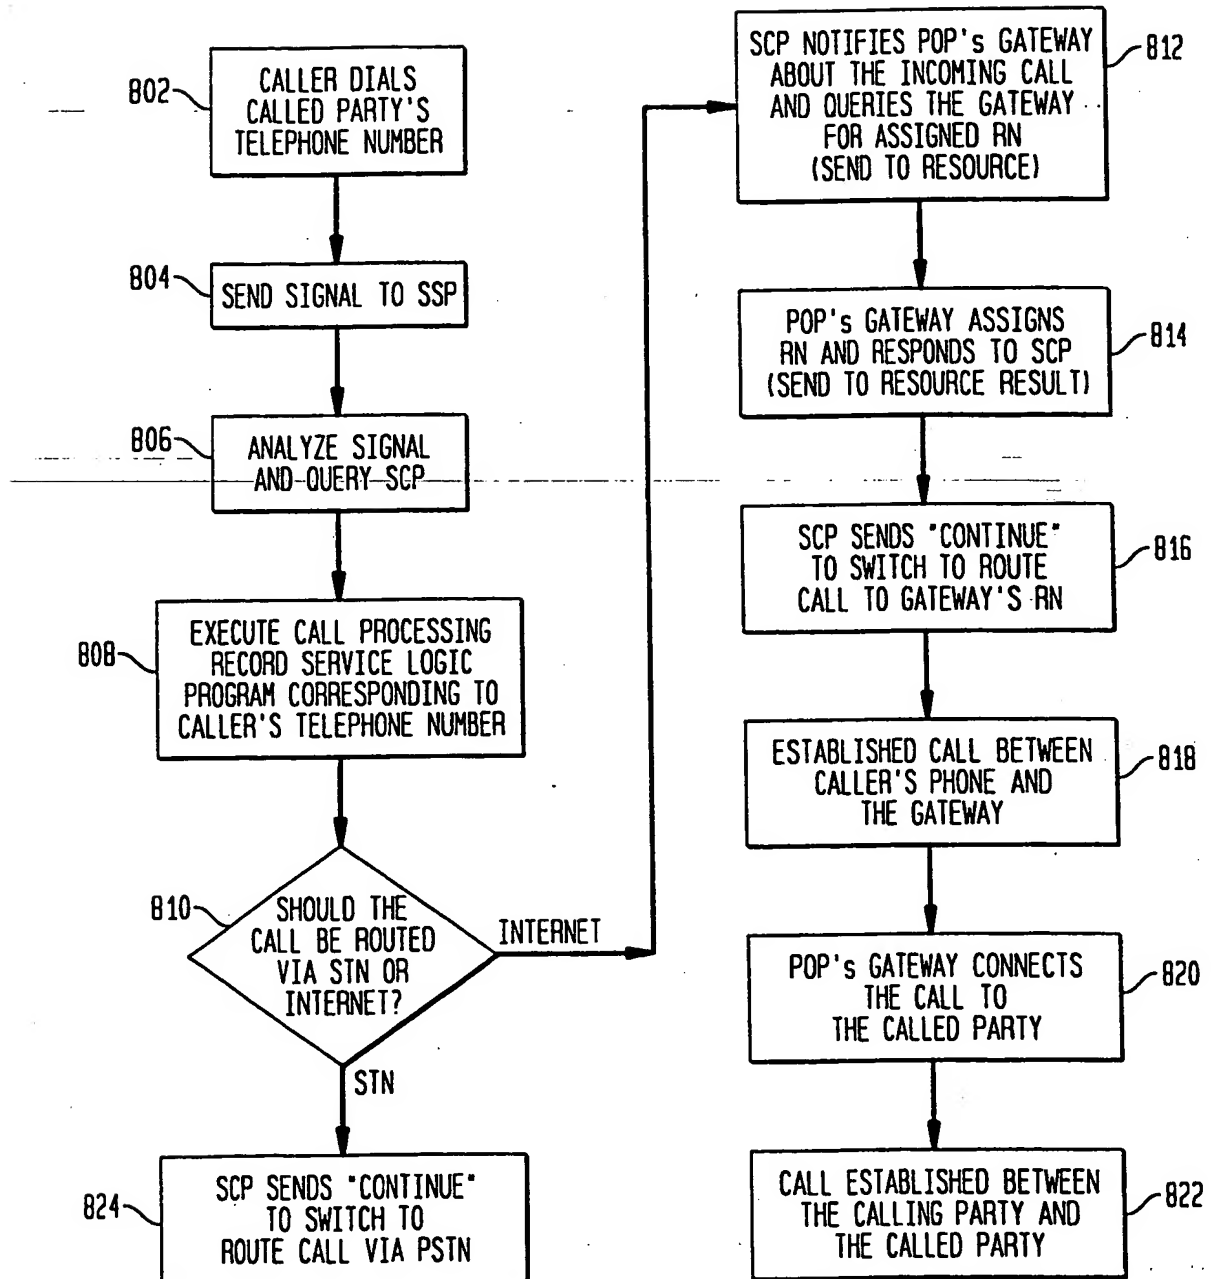 802
CALLER DIALS
CALLED PARTY'S
TELEPHONE NUMBER
804
SEND SIGNAL TO SSP
806
ANALYZE SIGNAL
AND QUERY SCP
808
EXECUTE CALL PROCESSING
RECORD SERVICE LOGIC
PROGRAM CORRESPONDING TO
CALLER'S TELEPHONE NUMBER
810
SHOULD THE
CALL BE ROUTED
VIA STN OR
INTERNET?
INTERNET
STN
824
SCP SENDS "CONTINUE"
TO SWITCH TO
ROUTE CALL VIA PSTN
SCP NOTIFIES POP's GATEWAY
ABOUT THE INCOMING CALL
AND QUERIES THE GATEWAY
FOR ASSIGNED RN
(SEND TO RESOURCE)
812
POP's GATEWAY ASSIGNS
RN AND RESPONDS TO SCP
(SEND TO RESOURCE RESULT)
814
SCP SENDS "CONTINUE"
TO SWITCH TO ROUTE
CALL TO GATEWAY'S RN
816
ESTABLISHED CALL BETWEEN
CALLER'S PHONE AND
THE GATEWAY
818
POP's GATEWAY CONNECTS
THE CALL TO
THE CALLED PARTY
820
CALL ESTABLISHED BETWEEN
THE CALLING PARTY AND
THE CALLED PARTY
822